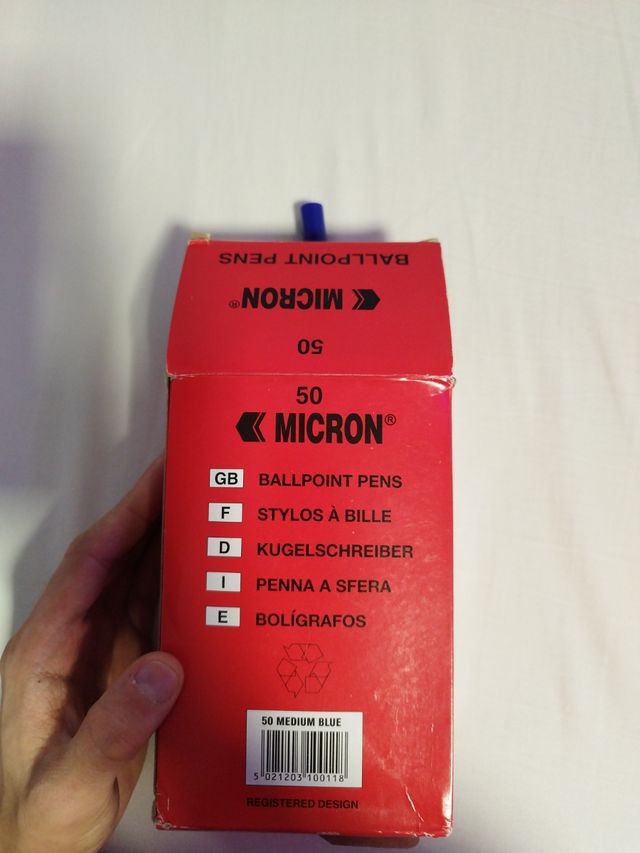 BALLPOINT PENS
MICRON®
50
50
MICRON®
GB BALLPOINT PENS
F STYLOS À BILLE
D KUGELSCHREIBER
I PENNA A SFERA
E BOLÍGRAFOS
50 MEDIUM BLUE
5 021203 100118
REGISTERED DESIGN